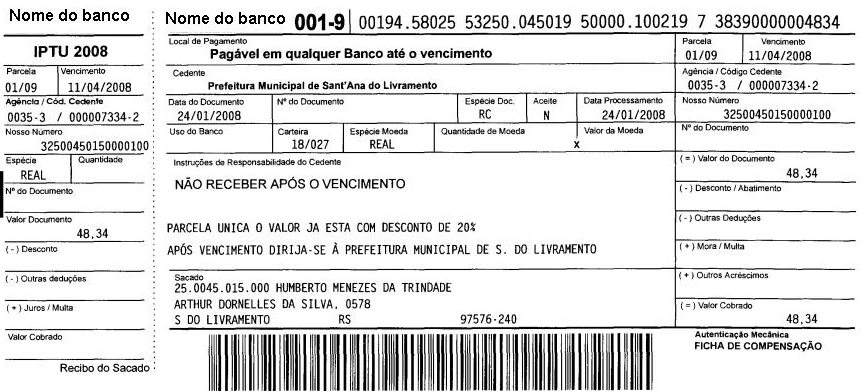 Nome do banco
IPTU 2008
Parcela Vencimento
01/09 11/04/2008
Agência / Cód. Cedente
0035-3 / 000007334-2
Nosso Número
32500450150000100
Espécie Quantidade
REAL
Nº do Documento
Valor Documento
48,34
( - ) Desconto
( - ) Outras deduções
( + ) Juros / Multa
Valor Cobrado
Recibo do Sacado
Nome do banco 001-9 00194.58025 53250.045019 50000.100219 7 38390000004834
Local de Pagamento
Pagável em qualquer Banco até o vencimento
Parcela Vencimento
01/09 11/04/2008
Cedente
Prefeitura Municipal de Sant'Ana do Livramento
Agência / Código Cedente
0035-3 / 000007334-2
Data do Documento Nº do Documento Espécie Doc. Aceite Data Processamento Nosso Número
24/01/2008 RC N 24/01/2008 32500450150000100
Uso do Banco Carteira Espécie Moeda Quantidade de Moeda Valor da Moeda Nº do Documento
18/027 REAL x
Instruções de Responsabilidade do Cedente
NÃO RECEBER APÓS O VENCIMENTO
PARCELA UNICA O VALOR JA ESTA COM DESCONTO DE 20%
APÓS VENCIMENTO DIRIJA-SE À PREFEITURA MUNICIPAL DE S. DO LIVRAMENTO
( = ) Valor do Documento
48,34
( - ) Desconto / Abatimento
( - ) Outras Deduções
( + ) Mora / Multa
( + ) Outros Acréscimos
( = ) Valor Cobrado
48,34
Sacado
25.0045.015.000 HUMBERTO MENEZES DA TRINDADE
ARTHUR DORNELLES DA SILVA, 0578
S DO LIVRAMENTO RS 97576-240
Autenticação Mecânica
FICHA DE COMPENSAÇÃO